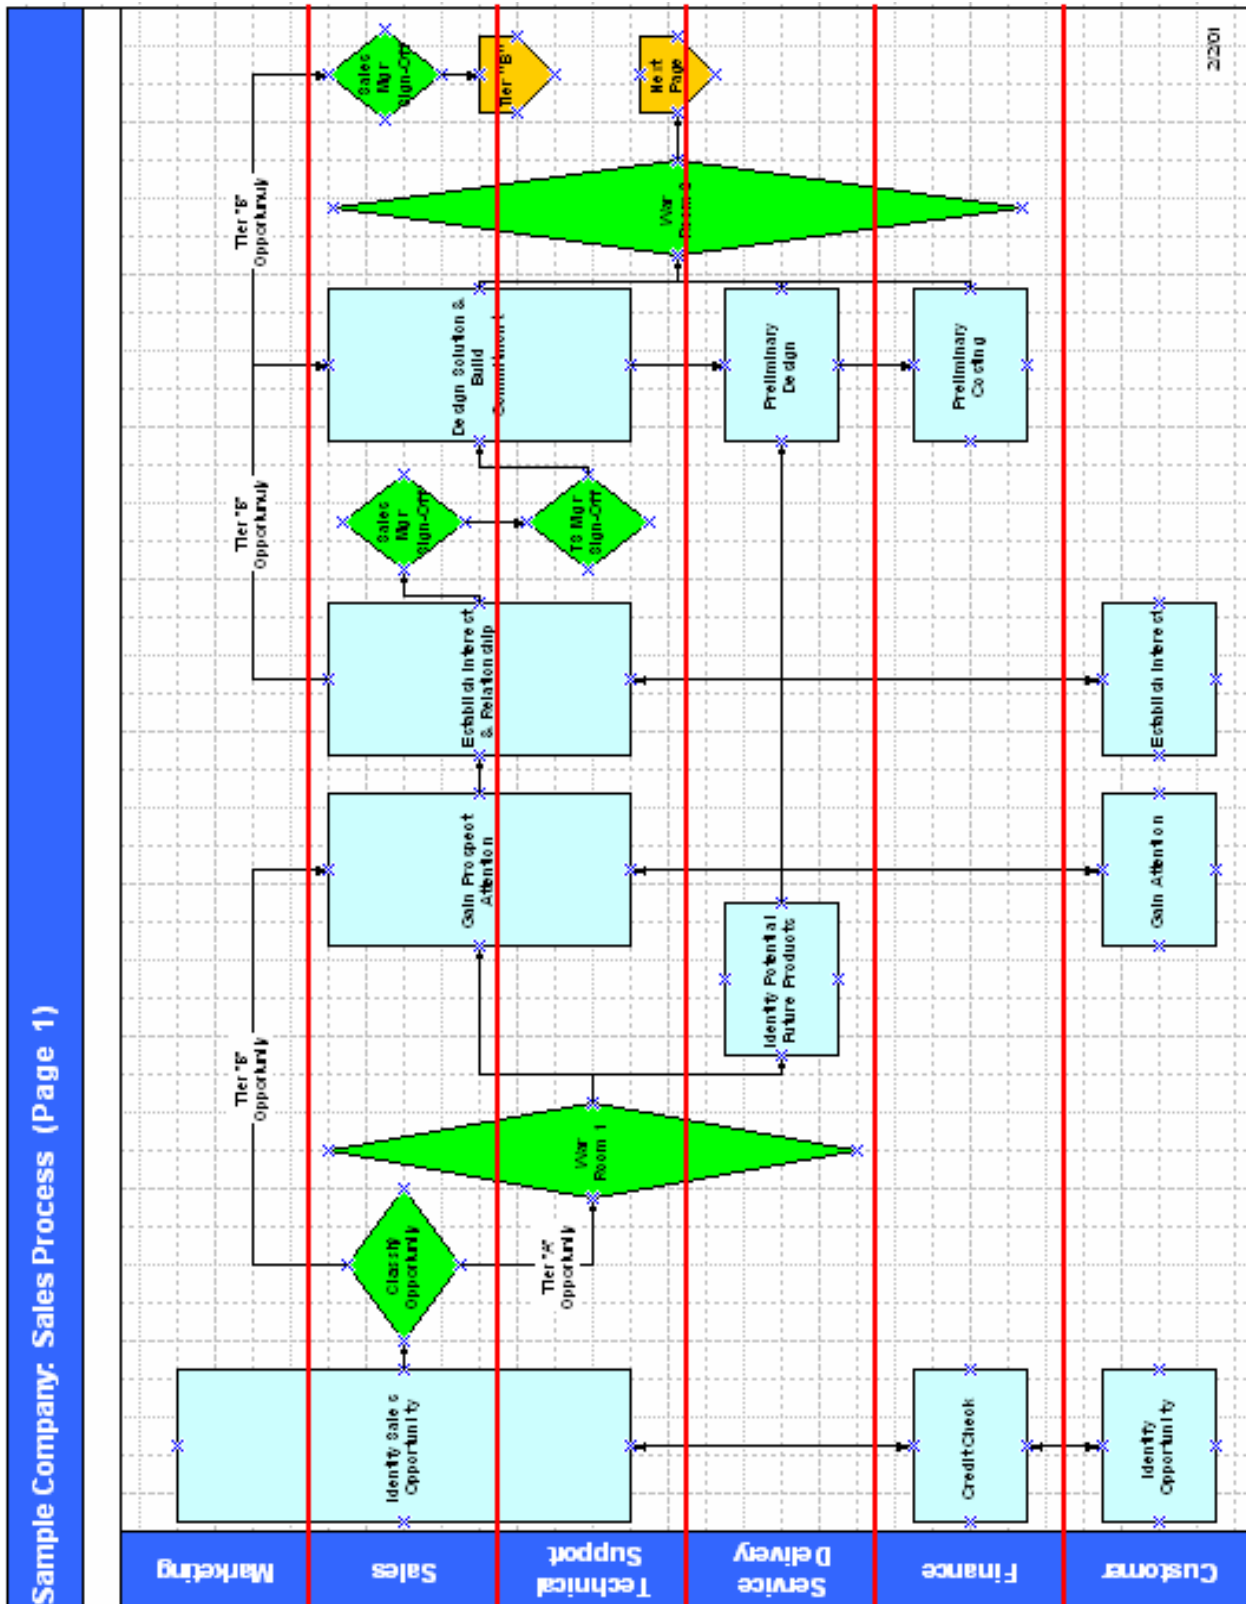 Sample Company: Sales Process (Page 1)
Marketing
Sales
Technical
Support
Service
Delivery
Finance
Customer
Identify Sales
Opportunity
Credit Check
Identify
Opportunity
Classify
Opportunity
Tier "A"
Opportunity
Tier "B"
Opportunity
War
Room 1
Identify Potential
Future Products
Gain Prospect
Attention
Gain Attention
Establish Interest
& Relationship
Establish Interest
Tier "B"
Opportunity
Sales
Mgr
Sign-Off
TS Mgr
Sign-Off
Design Solution &
Build
Preliminary
Design
Preliminary
Costing
Tier "B"
Opportunity
War
Room 2
Sales
Mgr
Sign-Off
Tier "B"
Next
Page
2/2/01